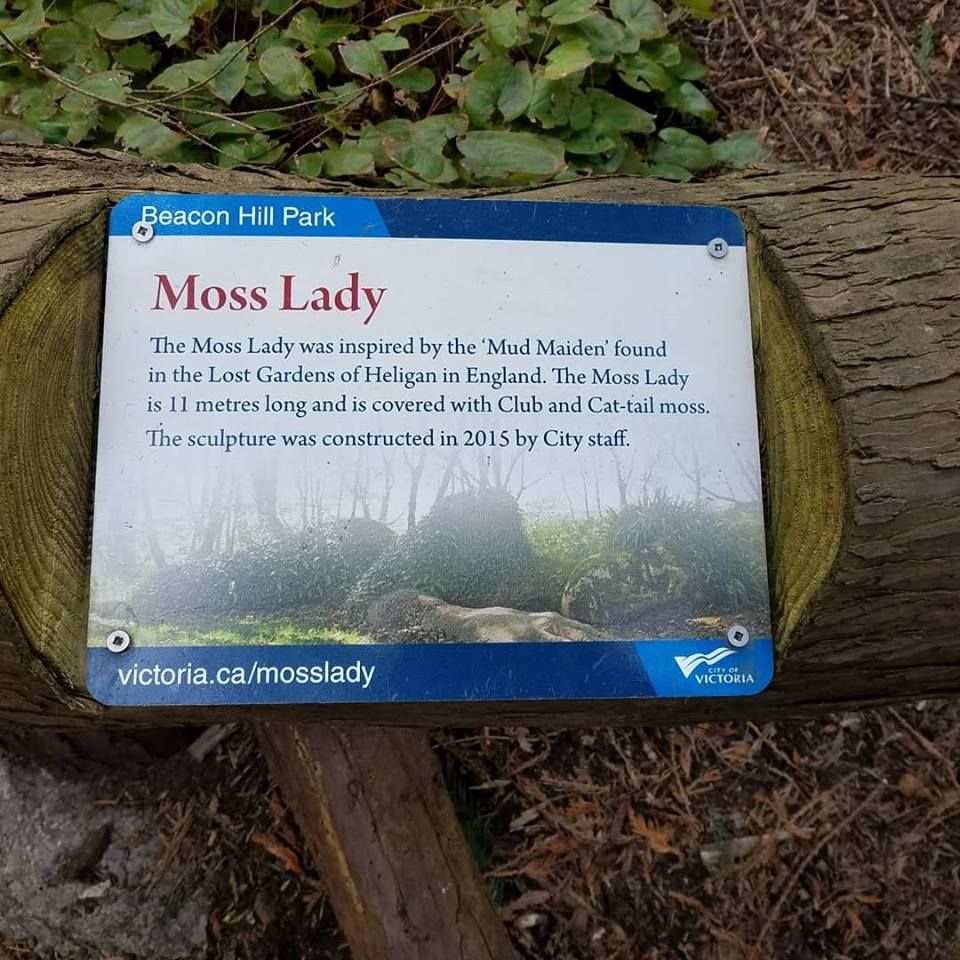 Beacon Hill Park
Moss Lady
The Moss Lady was inspired by the ‘Mud Maiden’ found
in the Lost Gardens of Heligan in England. The Moss Lady
is 11 metres long and is covered with Club and Cat-tail moss.
The sculpture was constructed in 2015 by City staff.
victoria.ca/mosslady
CITY OF
VICTORIA